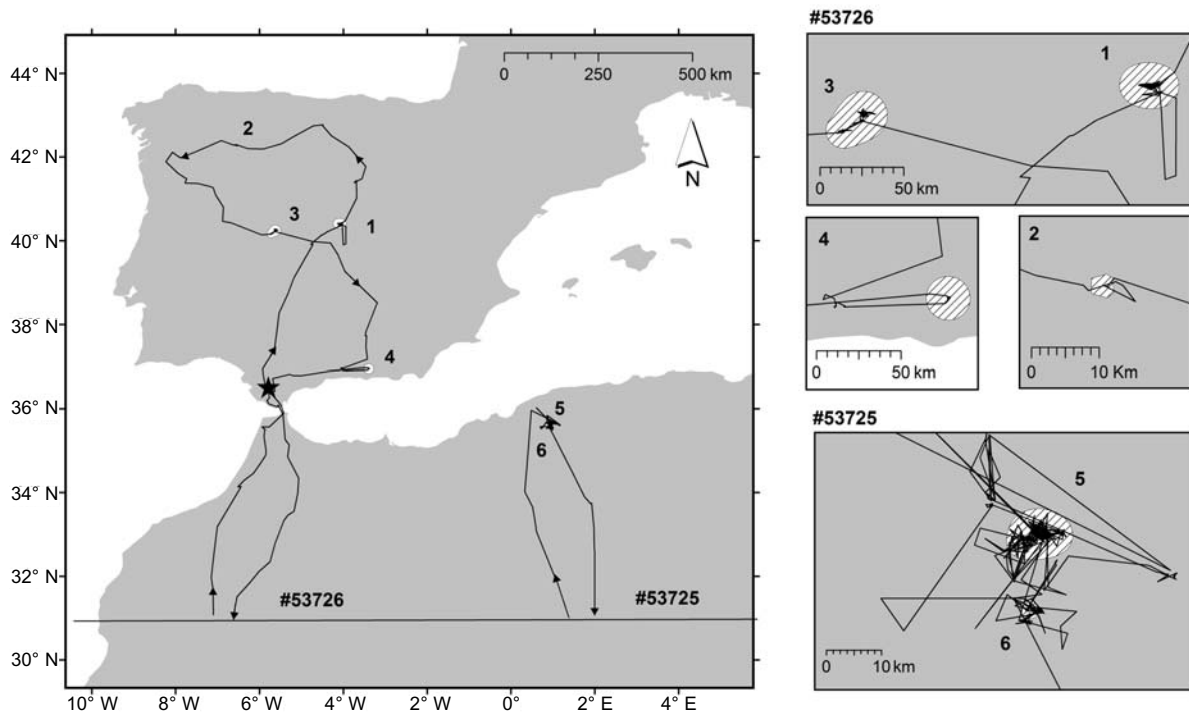 44° N
42° N
40° N
38° N
36° N
34° N
32° N
30° N
10° W 8° W 6° W 4° W 2° W 0° 2° E 4° E
0 250 500 km
N
2
3
1
4
5
6
#53726 #53725
#53726
1
3
0 50 km
4
0 50 km
2
0 10 Km
#53725
5
6
0 10 km